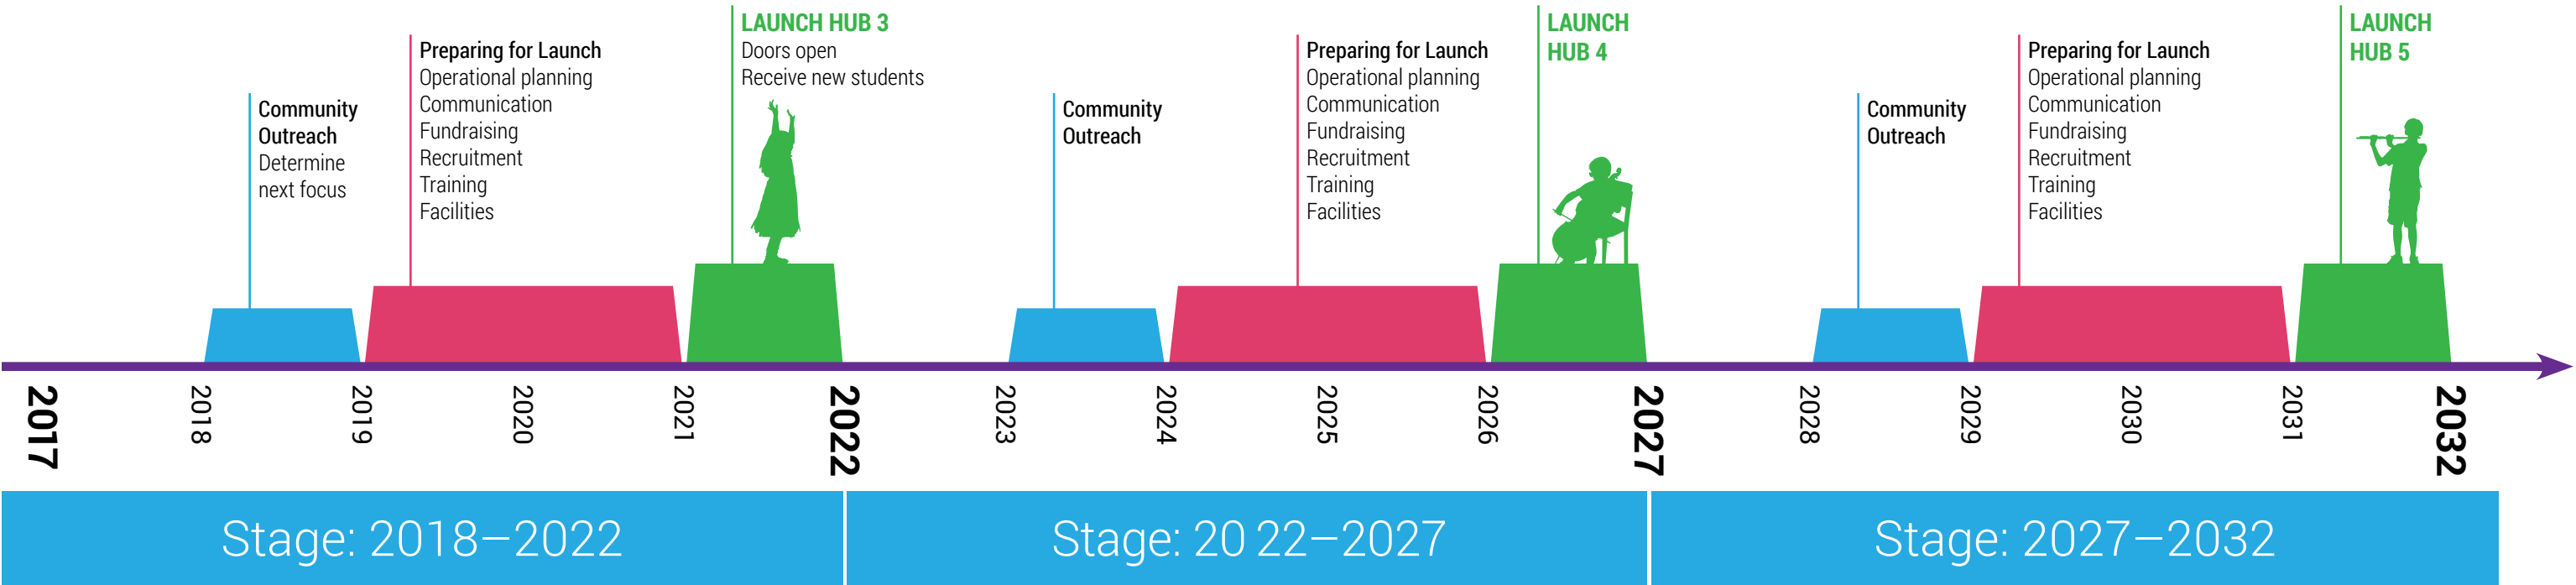 Community
Outreach
Determine
next focus
Preparing for Launch
Operational planning
Communication
Fundraising
Recruitment
Training
Facilities
LAUNCH HUB 3
Doors open
Receive new students
Community
Outreach
Preparing for Launch
Operational planning
Communication
Fundraising
Recruitment
Training
Facilities
LAUNCH
HUB 4
Community
Outreach
Preparing for Launch
Operational planning
Communication
Fundraising
Recruitment
Training
Facilities
LAUNCH
HUB 5
2017
2018
2019
2020
2021
2022
2023
2024
2025
2026
2027
2028
2029
2030
2031
2032
Stage: 2018–2022
Stage: 20 22–2027
Stage: 2027–2032